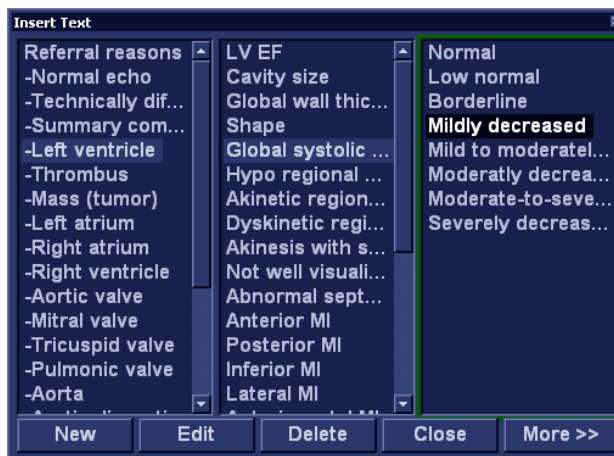 Insert Text
Referral reasons
-Normal echo
-Technically dif...
-Summary com...
-Left ventricle
-Thrombus
-Mass (tumor)
-Left atrium
-Right atrium
-Right ventricle
-Aortic valve
-Mitral valve
-Tricuspid valve
-Pulmonic valve
-Aorta
LV EF
Cavity size
Global wall thic...
Shape
Global systolic ...
Hypo regional ...
Akinetic region...
Dyskinetic regi...
Akinesis with s...
Not well visuali...
Abnormal sept...
Anterior MI
Posterior MI
Inferior MI
Lateral MI
Normal
Low normal
Borderline
Mildly decreased
Mild to moderatel...
Moderatly decrea...
Moderate-to-seve...
Severely decreas...
New
Edit
Delete
Close
More >>